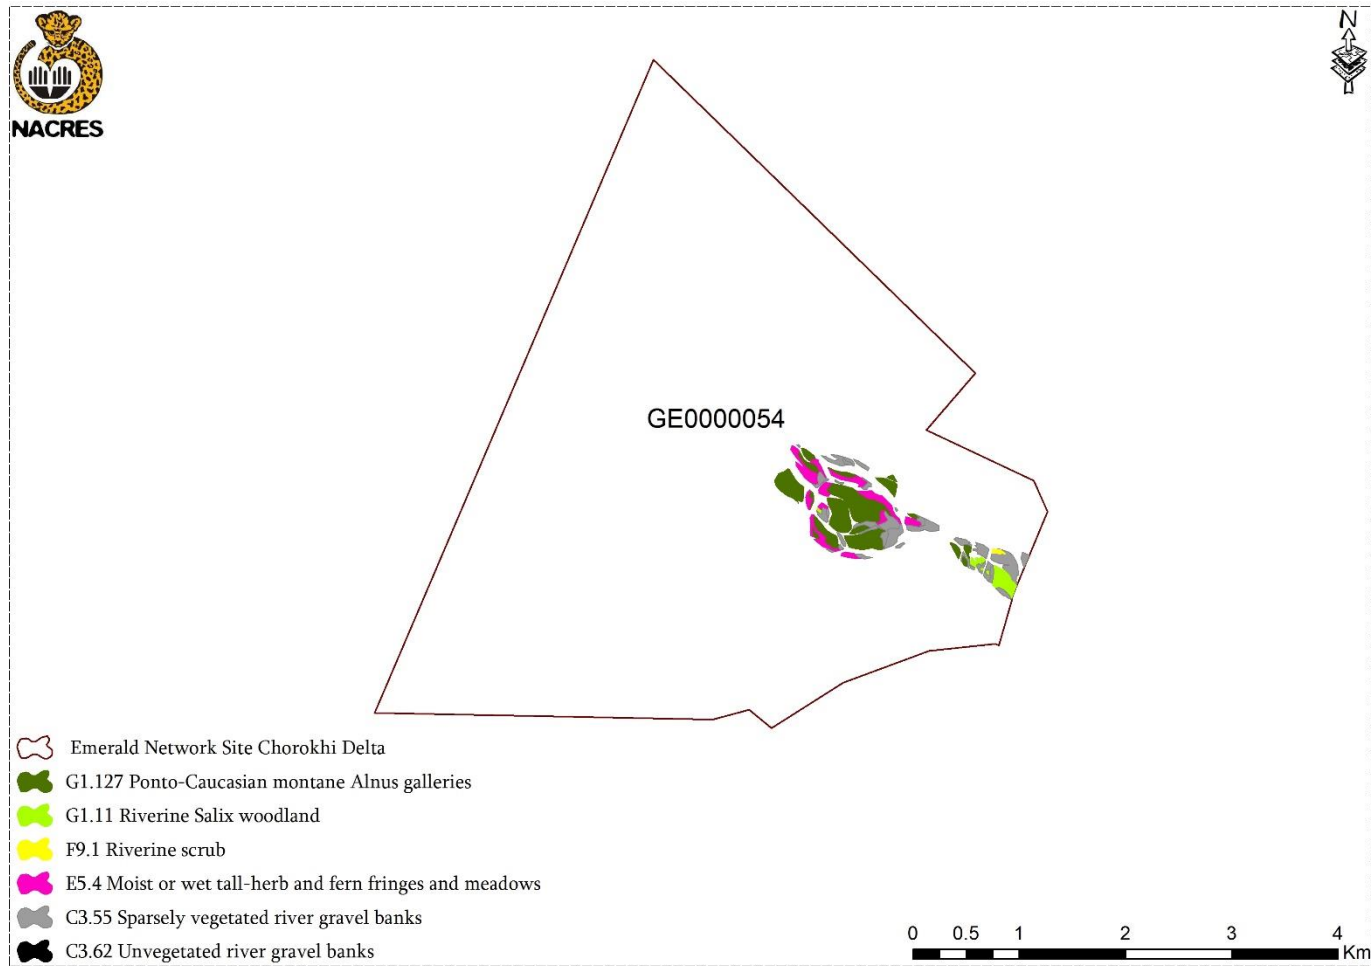 NACRES
N
GE0000054
Emerald Network Site Chorokhi Delta
G1.127 Ponto-Caucasian montane Alnus galleries
G1.11 Riverine Salix woodland
F9.1 Riverine scrub
E5.4 Moist or wet tall-herb and fern fringes and meadows
C3.55 Sparsely vegetated river gravel banks
C3.62 Unvegetated river gravel banks
0 0.5 1 2 3 4
Km